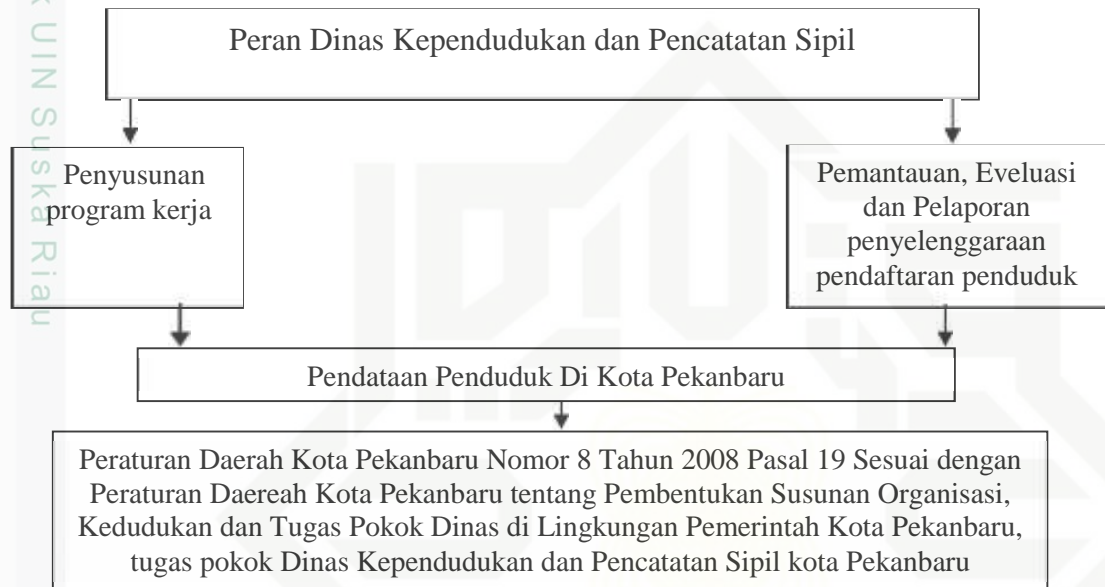 Peran Dinas Kependudukan dan Pencatatan Sipil
Penyusunan
program kerja
Pemantauan, Eveluasi
dan Pelaporan
penyelenggaraan
pendaftaran penduduk
Pendataan Penduduk Di Kota Pekanbaru
Peraturan Daerah Kota Pekanbaru Nomor 8 Tahun 2008 Pasal 19 Sesuai dengan
Peraturan Daereah Kota Pekanbaru tentang Pembentukan Susunan Organisasi,
Kedudukan dan Tugas Pokok Dinas di Lingkungan Pemerintah Kota Pekanbaru,
tugas pokok Dinas Kependudukan dan Pencatatan Sipil kota Pekanbaru
k UIN Suska Riau